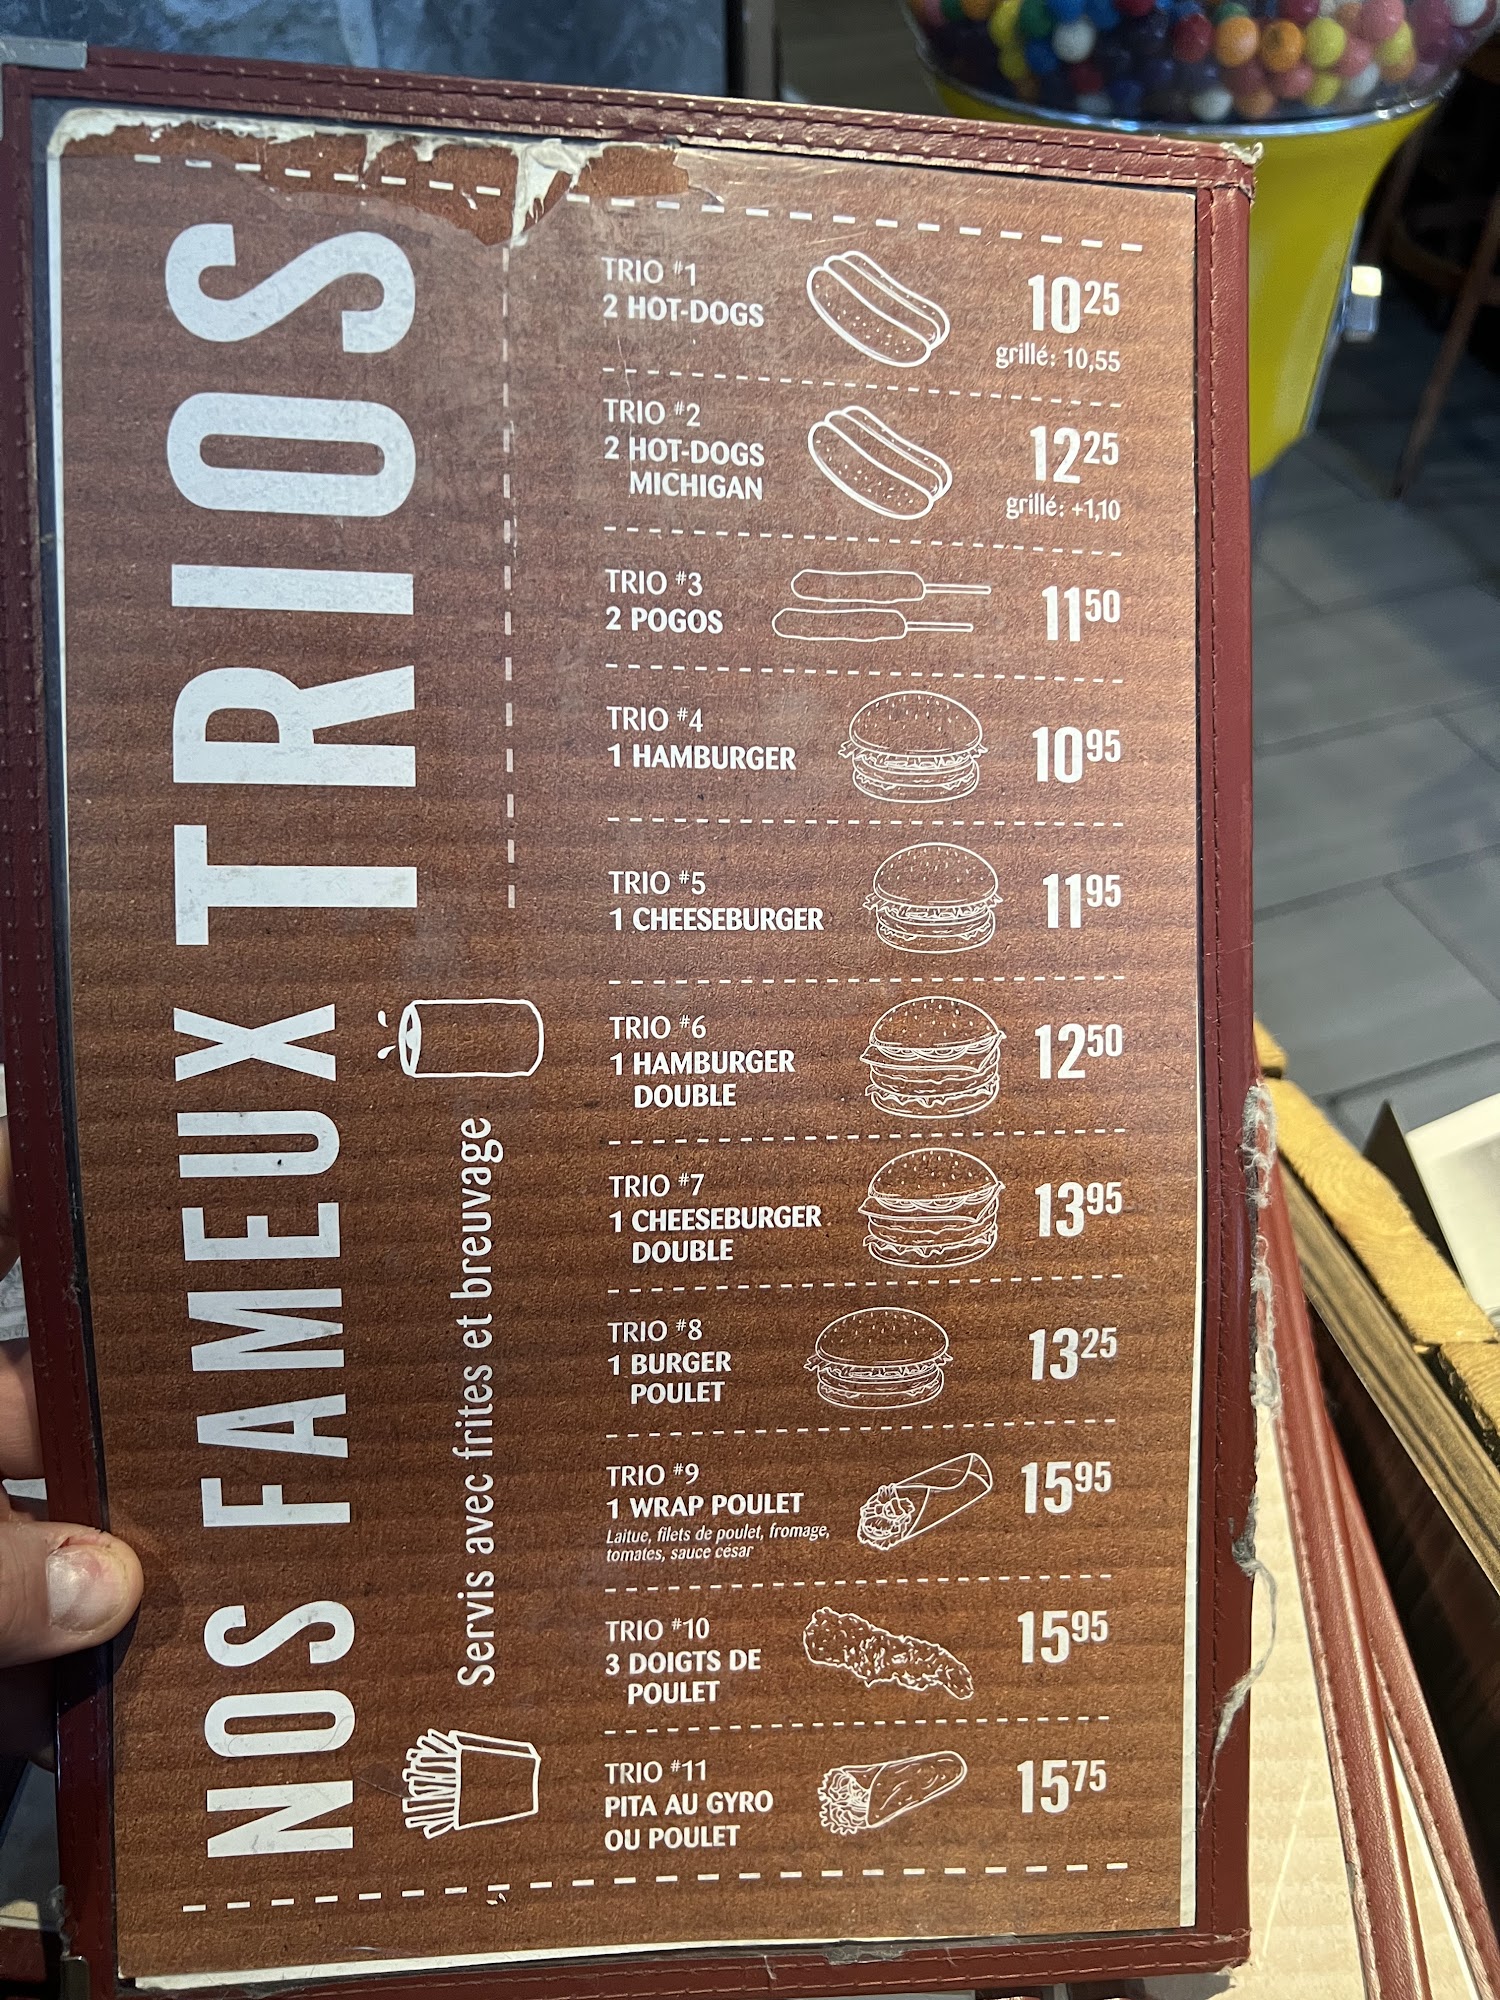 NOS FAMEUX TRIOS
Servis avec frites et breuvage
TRIO #1
2 HOT-DOGS
10 25
grillé: 10,55
TRIO #2
2 HOT-DOGS
MICHIGAN
12 25
grillé: +1,10
TRIO #3
2 POGOS
11 50
TRIO #4
1 HAMBURGER
10 95
TRIO #5
1 CHEESEBURGER
11 95
TRIO #6
1 HAMBURGER
DOUBLE
12 50
TRIO #7
1 CHEESEBURGER
DOUBLE
13 95
TRIO #8
1 BURGER
POULET
13 25
TRIO #9
1 WRAP POULET
Laitue, filets de poulet, fromage,
tomates, sauce césar
15 95
TRIO #10
3 DOIGTS DE
POULET
15 95
TRIO #11
PITA AU GYRO
OU POULET
15 75